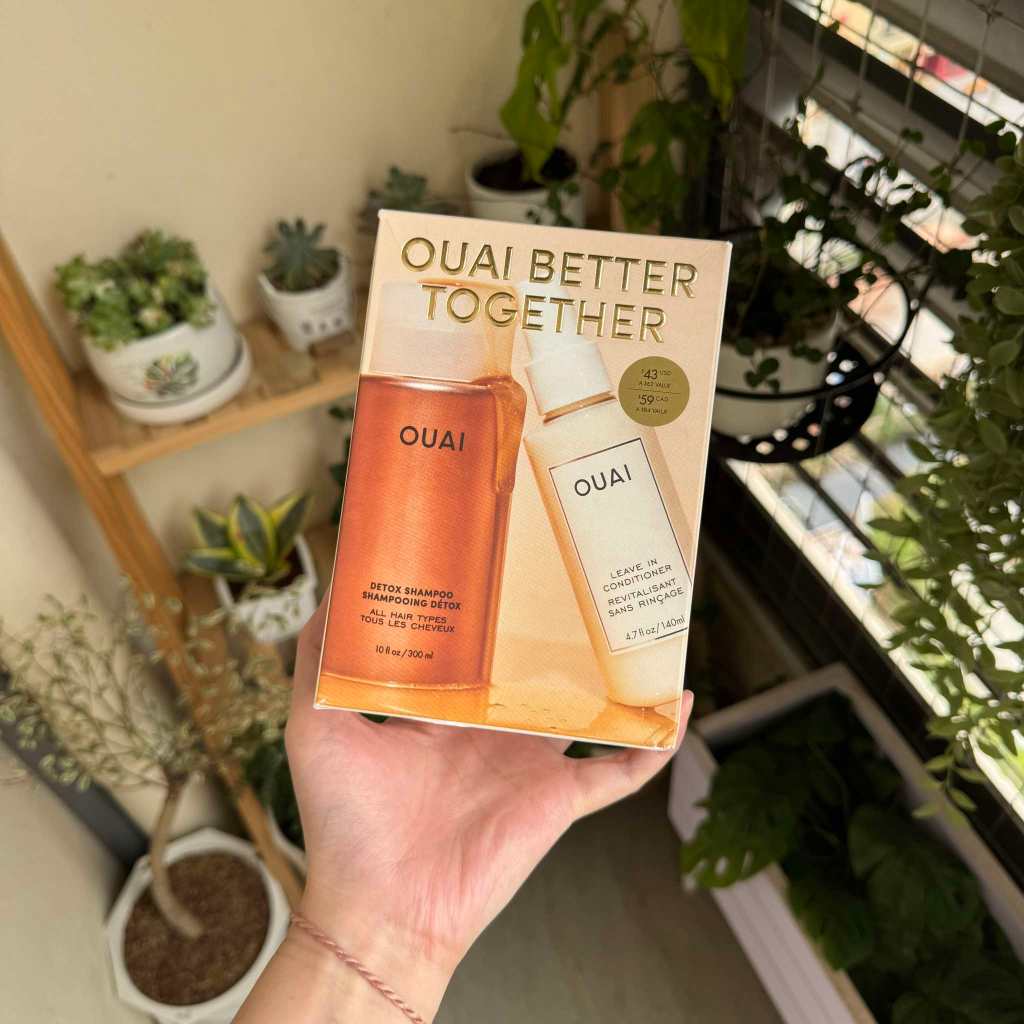 OUAI BETTER
TOGETHER
$43 USD
A $62 VALUE
$59 CAD
A $84 VALUE
OUAI
DETOX SHAMPOO
SHAMPOOING DÉTOX
ALL HAIR TYPES
TOUS LES CHEVEUX
10 fl oz / 300 ml
OUAI
LEAVE IN
CONDITIONER
REVITALISANT
SANS RINÇAGE
4.7 fl oz / 140ml